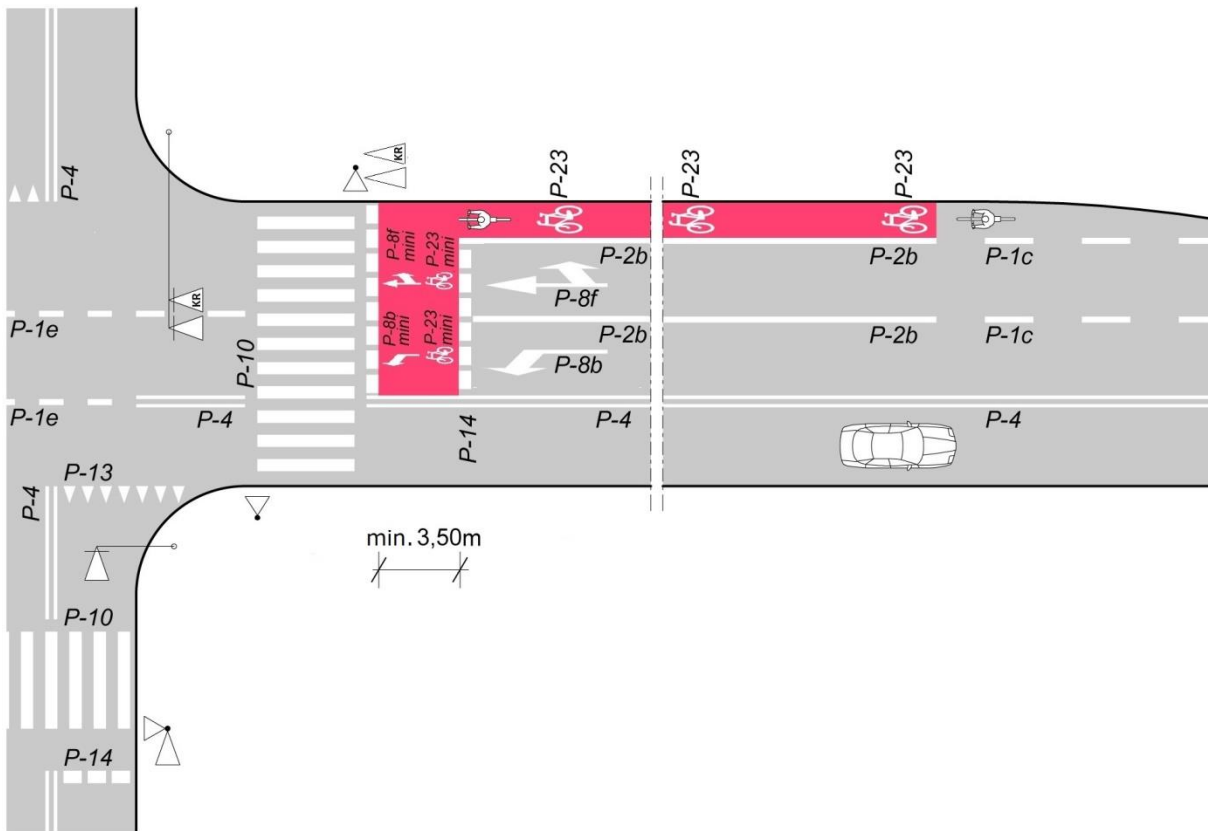 P-4
P-23
P-23
P-23
KR
P-8f
mini
P-23
mini
P-2b
P-2b
P-1c
KR
P-8f
P-1e
P-8b
mini
P-23
mini
P-2b
P-2b
P-1c
P-10
P-8b
P-1e
P-4
P-4
P-4
P-14
P-13
P-4
min. 3,50m
P-10
P-14